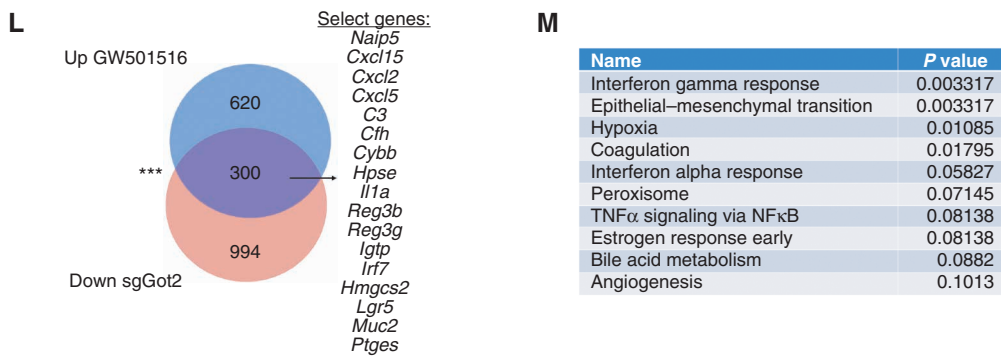 L
Up GW501516
620
300
994
***
Down sgGot2
Select genes:
Naip5
Cxcl15
Cxcl2
Cxcl5
C3
Cfh
Cybb
Hpse
Il1a
Reg3b
Reg3g
Igtp
Irf7
Hmgcs2
Lgr5
Muc2
Ptges
M
Name P value
Interferon gamma response 0.003317
Epithelial–mesenchymal transition 0.003317
Hypoxia 0.01085
Coagulation 0.01795
Interferon alpha response 0.05827
Peroxisome 0.07145
TNFα signaling via NFκB 0.08138
Estrogen response early 0.08138
Bile acid metabolism 0.0882
Angiogenesis 0.1013